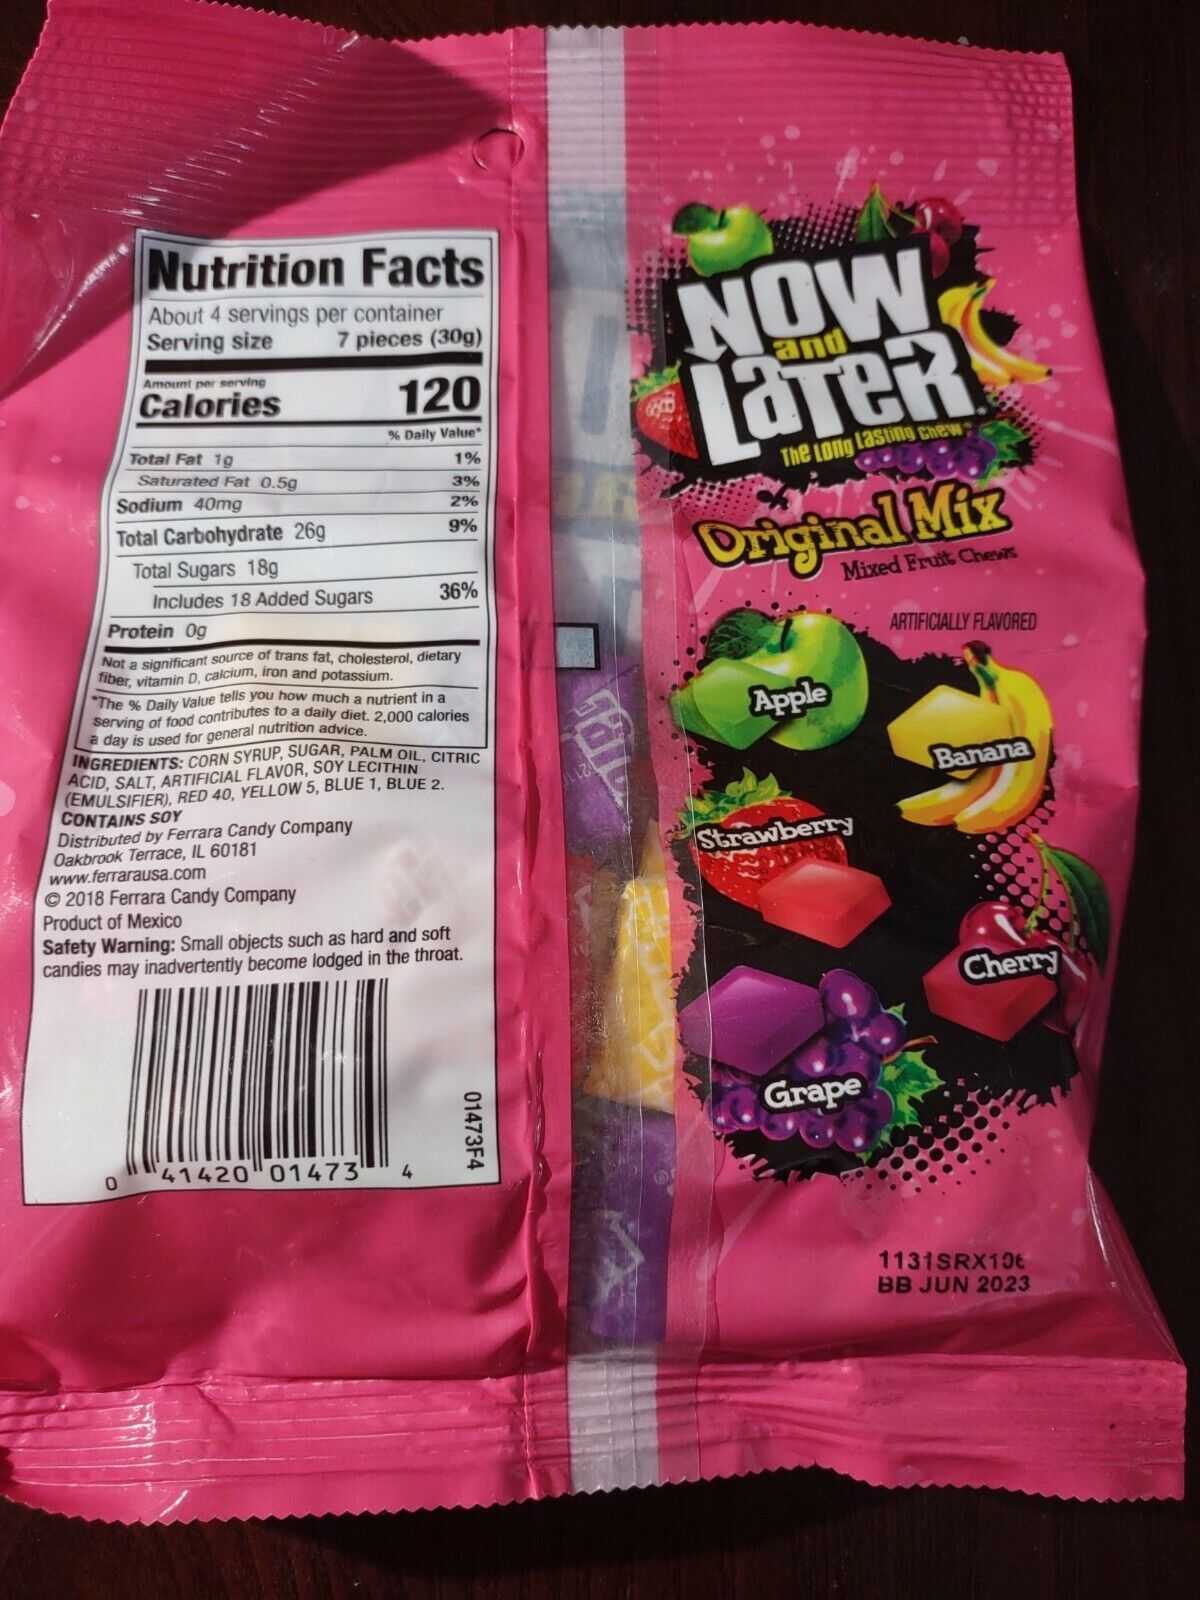 Nutrition Facts
About 4 servings per container
Serving size 7 pieces (30g)
Amount per serving
Calories 120
% Daily Value*
Total Fat 1g 1%
Saturated Fat 0.5g 3%
Sodium 40mg 2%
Total Carbohydrate 26g 9%
Total Sugars 18g
Includes 18 Added Sugars 36%
Protein 0g
Not a significant source of trans fat, cholesterol, dietary
fiber, vitamin D, calcium, iron and potassium.
*The % Daily Value tells you how much a nutrient in a
serving of food contributes to a daily diet. 2,000 calories
a day is used for general nutrition advice.
INGREDIENTS: CORN SYRUP, SUGAR, PALM OIL, CITRIC
ACID, SALT, ARTIFICIAL FLAVOR, SOY LECITHIN
(EMULSIFIER), RED 40, YELLOW 5, BLUE 1, BLUE 2.
CONTAINS SOY
Distributed by Ferrara Candy Company
Oakbrook Terrace, IL 60181
www.ferrarausa.com
© 2018 Ferrara Candy Company
Product of Mexico
Safety Warning: Small objects such as hard and soft
candies may inadvertently become lodged in the throat.
01473F4
0 41420 01473 4
NOW
and
LaTeR
The Long Lasting Chew
Original Mix
Mixed Fruit Chews
ARTIFICIALLY FLAVORED
Apple
Banana
Strawberry
Cherry
Grape
BB JUN 2023